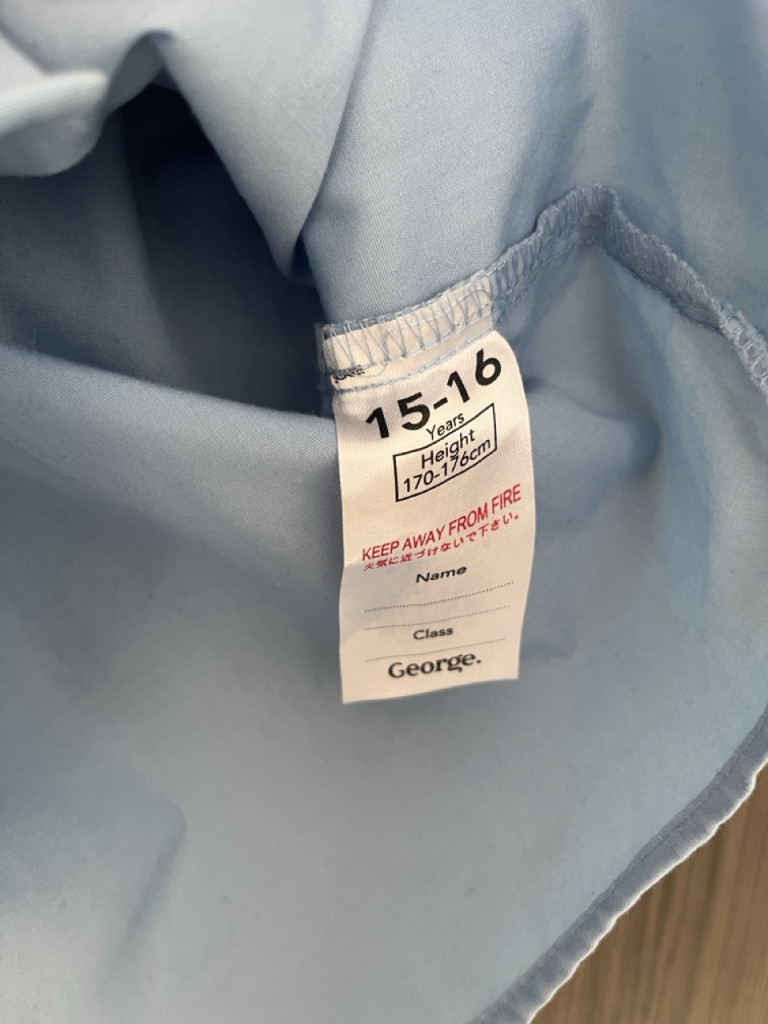 15-16
Years
Height
170-176cm
KEEP AWAY FROM FIRE
火気に近づけないで下さい。
Name
Class
George.